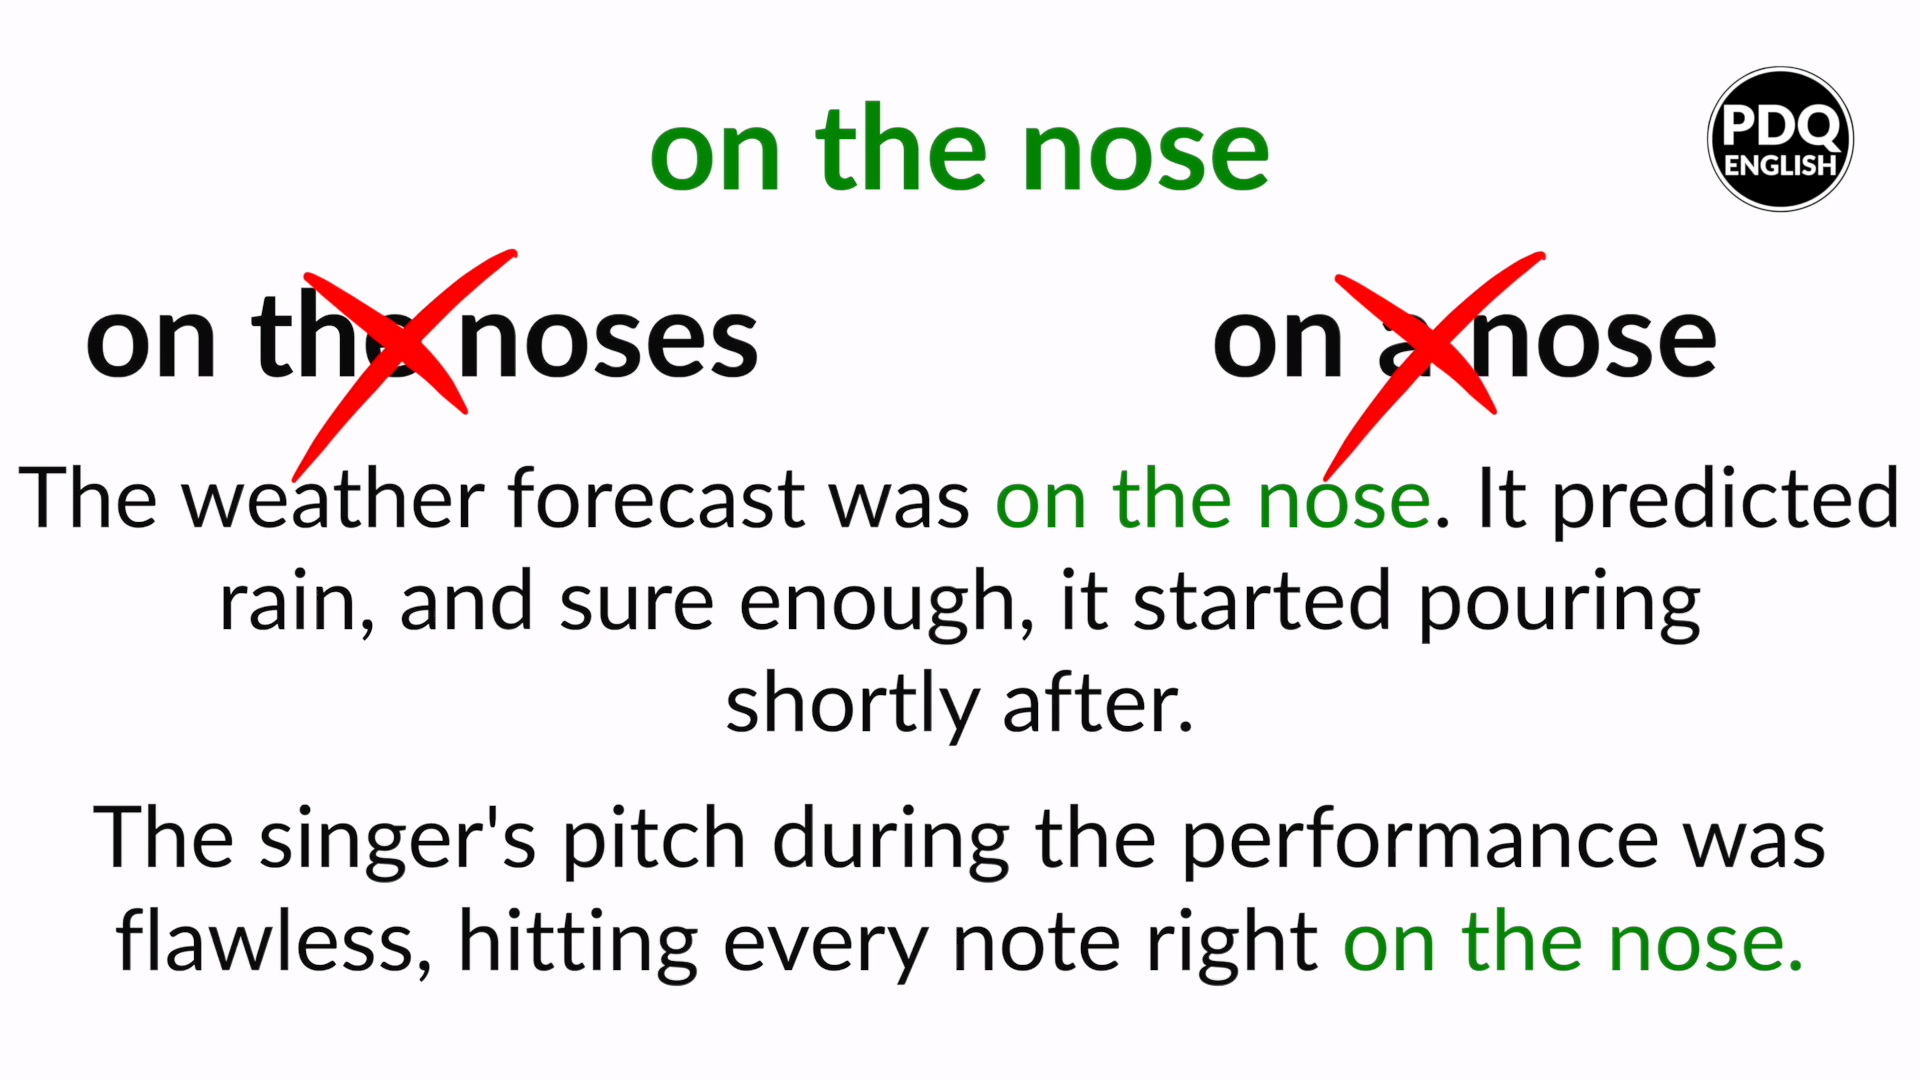 on the nose
PDQ
ENGLISH
on the noses
on a nose
The weather forecast was on the nose. It predicted
rain, and sure enough, it started pouring
shortly after.
The singer's pitch during the performance was
flawless, hitting every note right on the nose.